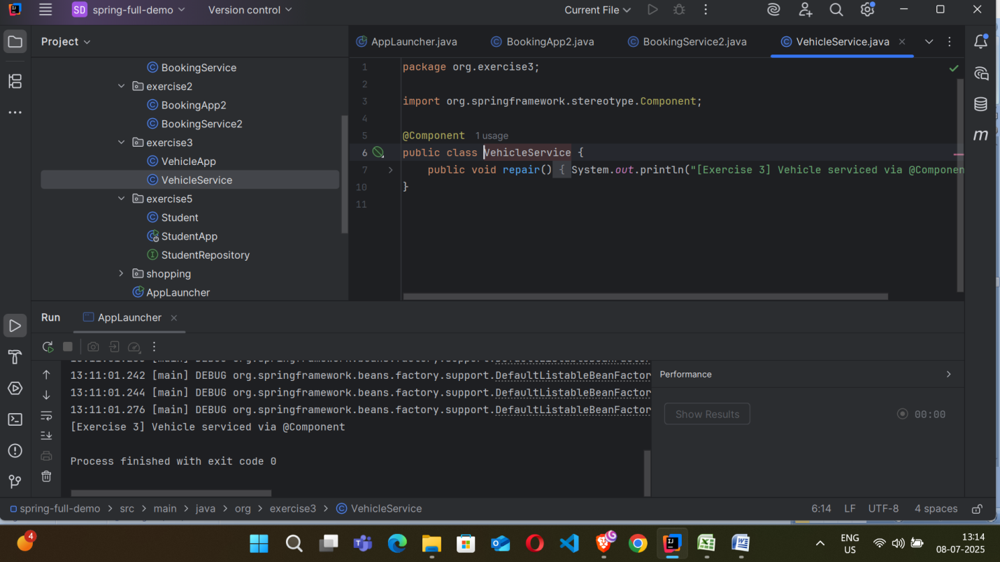 SD spring-full-demo Version control Current File
Project
AppLauncher.java BookingApp2.java BookingService2.java VehicleService.java
BookingService
exercise2
BookingApp2
BookingService2
exercise3
VehicleApp
VehicleService
exercise5
Student
StudentApp
StudentRepository
shopping
AppLauncher
1 package org.exercise3;
2
3 import org.springframework.stereotype.Component;
4
5 @Component 1 usage
6 public class VehicleService {
7 public void repair() { System.out.println("[Exercise 3] Vehicle serviced via @Componen
10 }
11
Run AppLauncher
13:11:01.242 [main] DEBUG org.springframework.beans.factory.support.DefaultListableBeanFactor
13:11:01.244 [main] DEBUG org.springframework.beans.factory.support.DefaultListableBeanFactor
13:11:01.276 [main] DEBUG org.springframework.beans.factory.support.DefaultListableBeanFactor
[Exercise 3] Vehicle serviced via @Component
Process finished with exit code 0
Performance
Show Results 00:00
spring-full-demo > src > main > java > org > exercise3 > VehicleService 6:14 LF UTF-8 4 spaces
4
ENG
US
13:14
08-07-2025